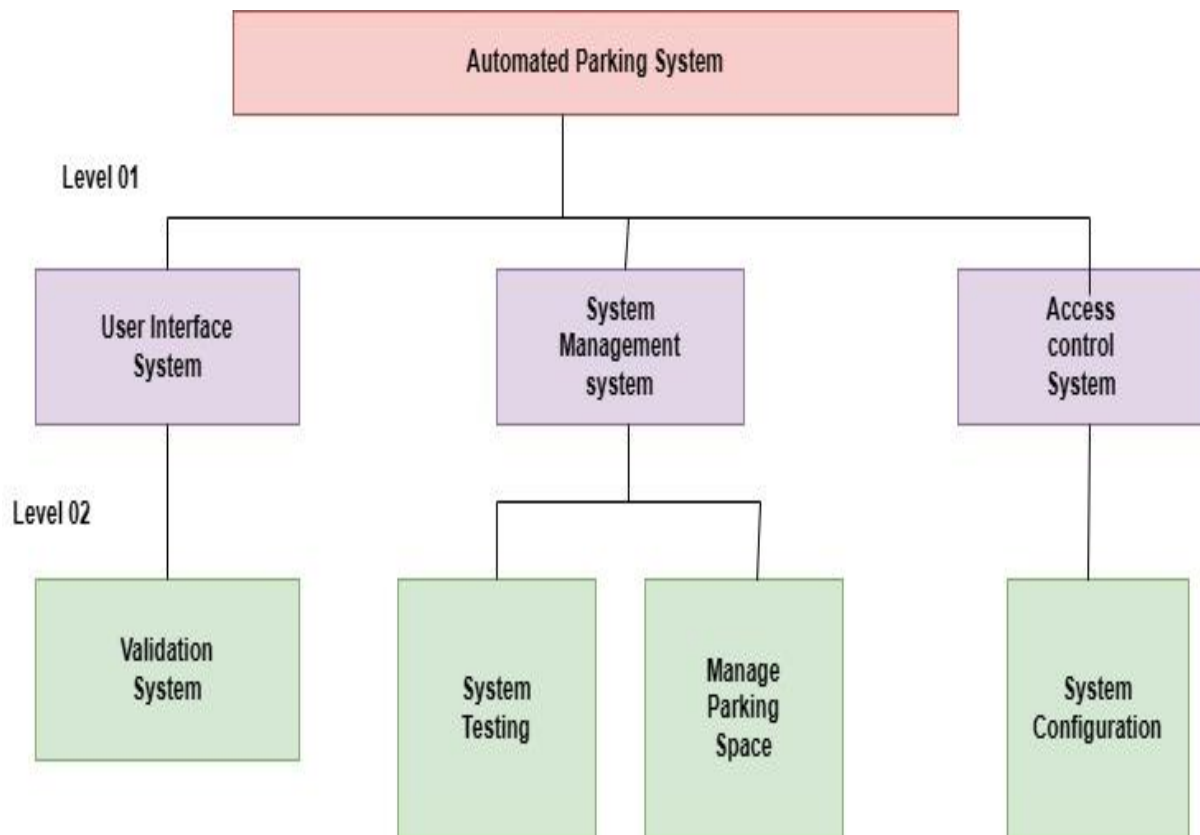 Automated Parking System
Level 01
User Interface
System
System
Management
system
Access
control
System
Level 02
Validation
System
System
Testing
Manage
Parking
Space
System
Configuration